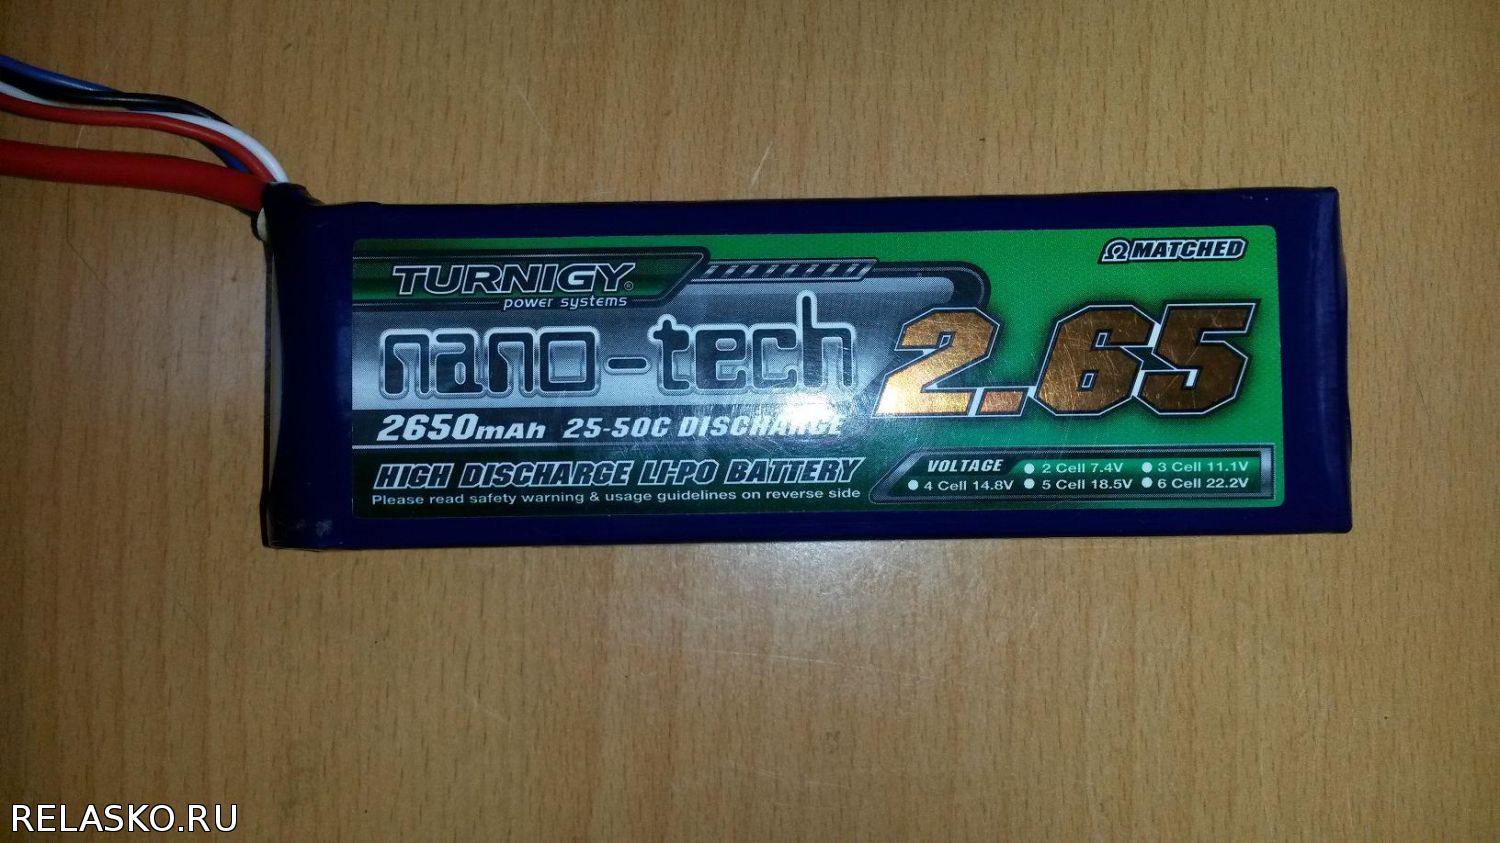 Ω MATCHED
TURNIGY®
power systems
nano-tech
2.65
2650mAh 25-50C DISCHARGE
HIGH DISCHARGE LI-PO BATTERY
Please read safety warning & usage guidelines on reverse side
VOLTAGE 2 Cell 7.4V 3 Cell 11.1V
4 Cell 14.8V 5 Cell 18.5V 6 Cell 22.2V
RELASKO.RU